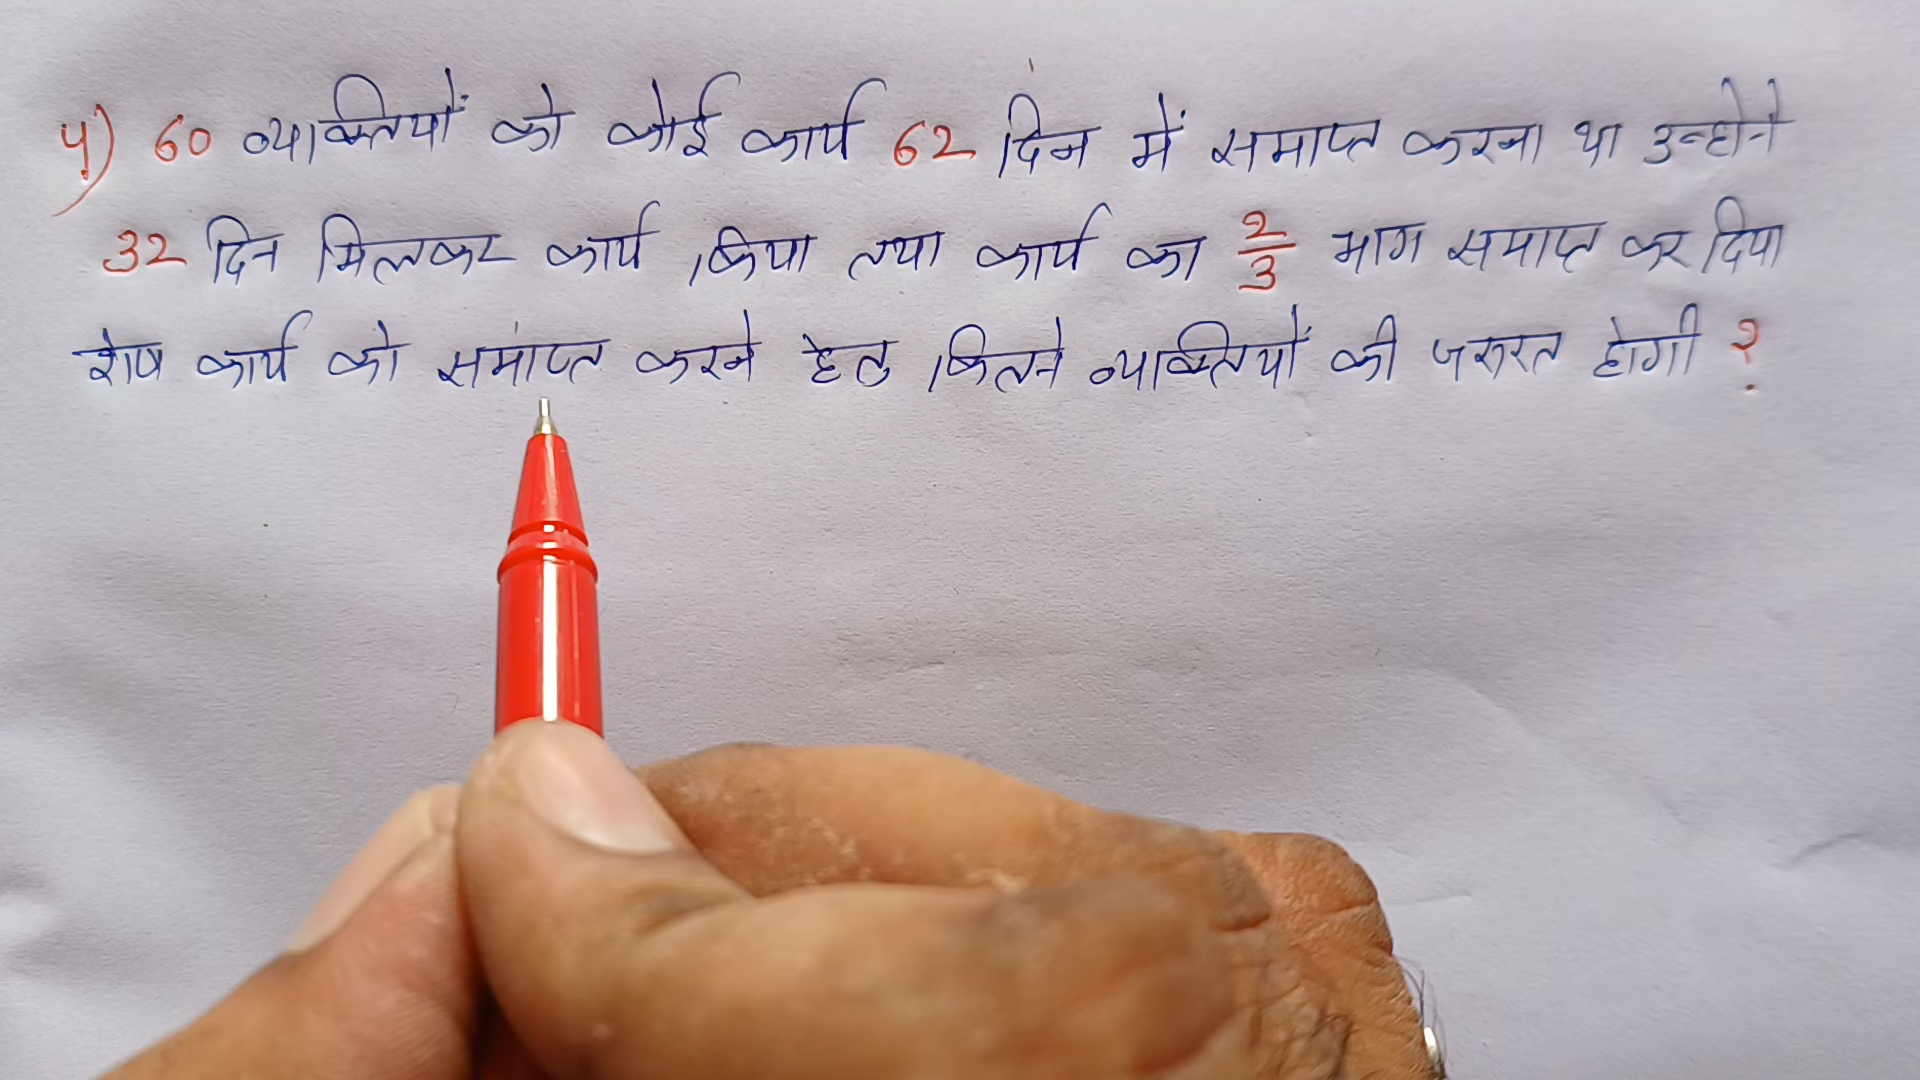 ५) 60 व्यक्तियों को कोई कार्य 62 दिन में समाप्त करना था उन्होने
32 दिन मिलकर कार्य किया तथा कार्य का 2/3 भाग समाप्त कर दिया
शेष कार्य को समाप्त करने हेतु कितने व्यक्तियों की जरुरत होगी ?